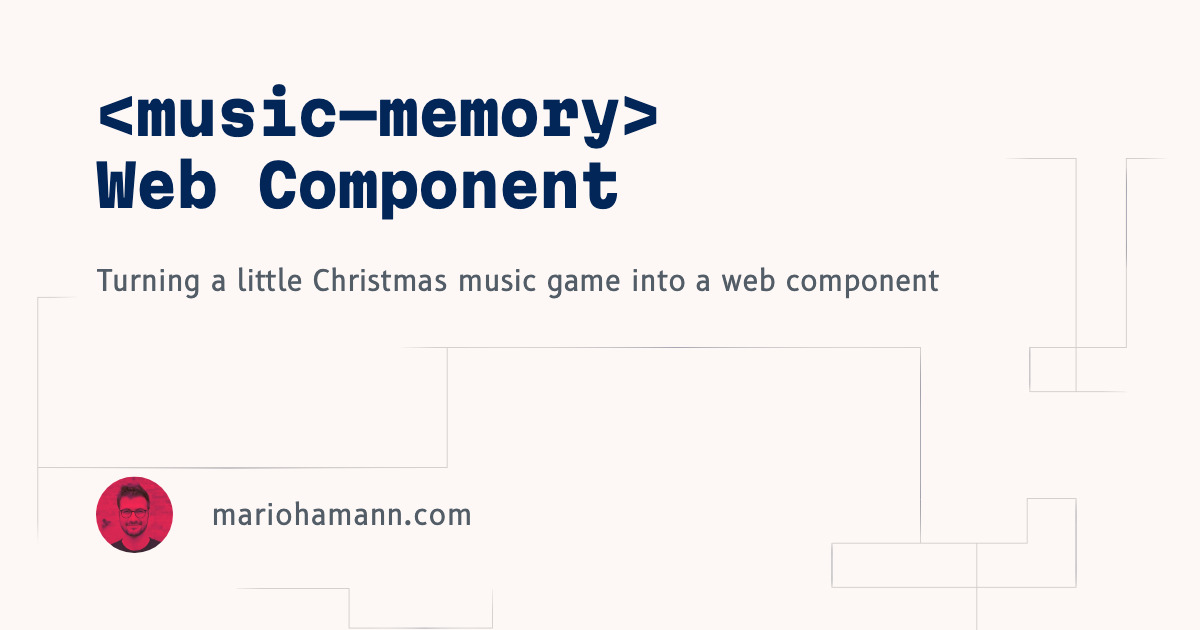 <music-memory>
Web Component
Turning a little Christmas music game into a web component
mariohamann.com